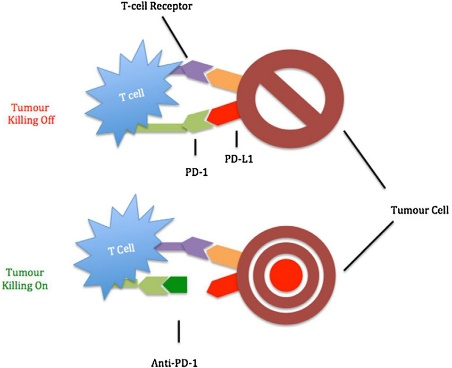 T-cell Receptor
T cell
Tumour
Killing Off
PD-1
PD-L1
Tumour Cell
T Cell
Tumour
Killing On
Anti-PD-1